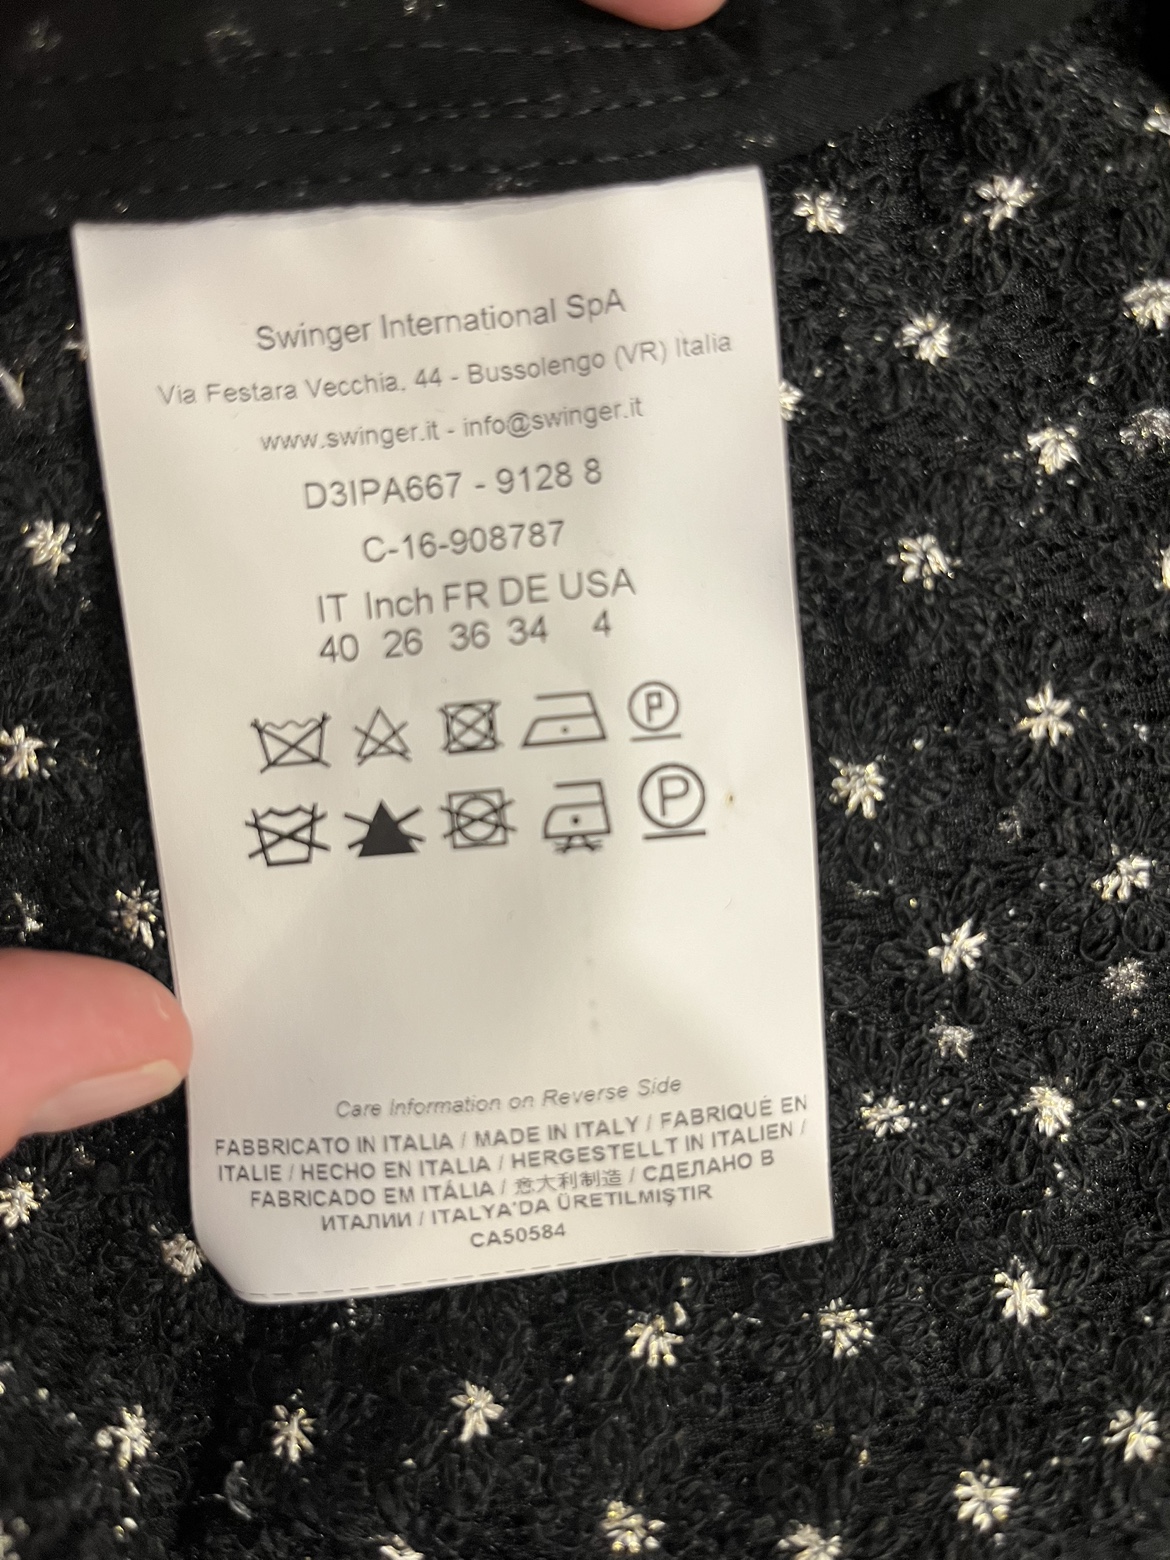 Swinger International SpA
Via Festara Vecchia, 44 - Bussolengo (VR) Italia
www.swinger.it - info@swinger.it
D3IPA667 - 9128 8
C-16-908787
IT Inch FR DE USA
40 26 36 34 4
P
P
Care Information on Reverse Side
FABBRICATO IN ITALIA / MADE IN ITALY / FABRIQUÉ EN
ITALIE / HECHO EN ITALIA / HERGESTELLT IN ITALIEN /
FABRICADO EM ITÁLIA / 意大利制造 / СДЕЛАНО В
ИТАЛИИ / ITALYA'DA ÜRETILMIŞTIR
CA50584